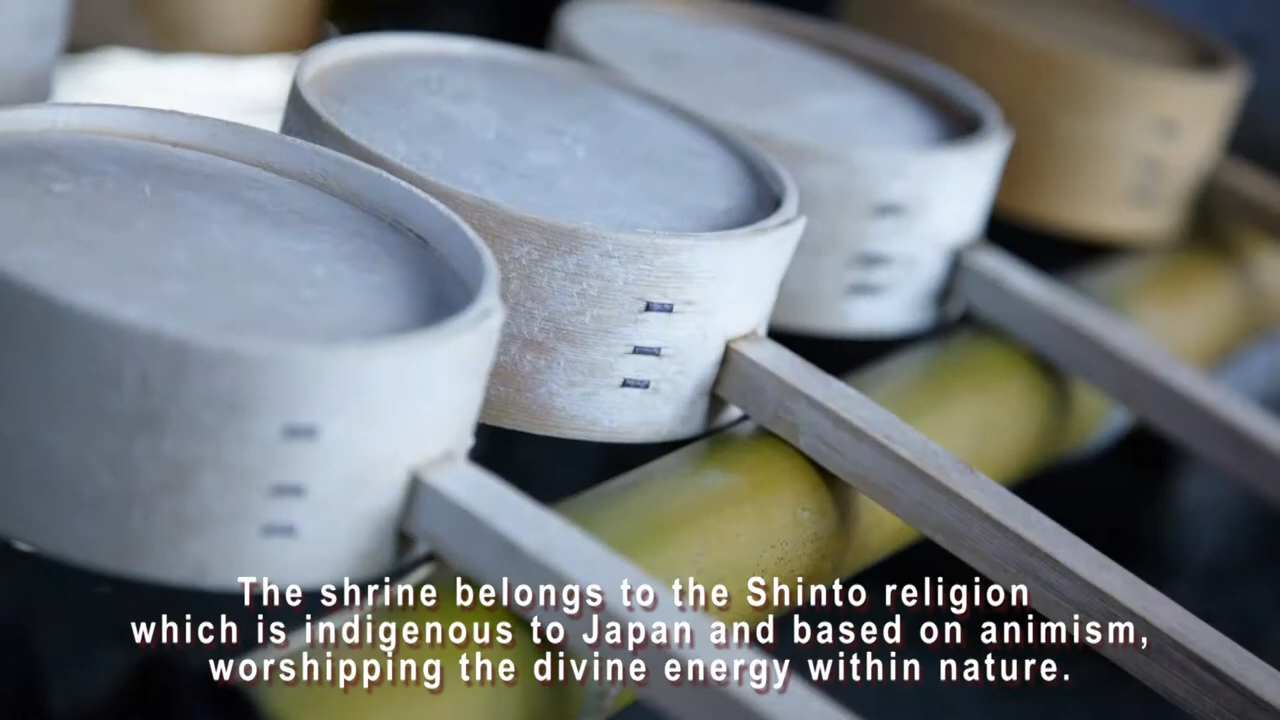 The shrine belongs to the Shinto religion
which is indigenous to Japan and based on animism,
worshipping the divine energy within nature.